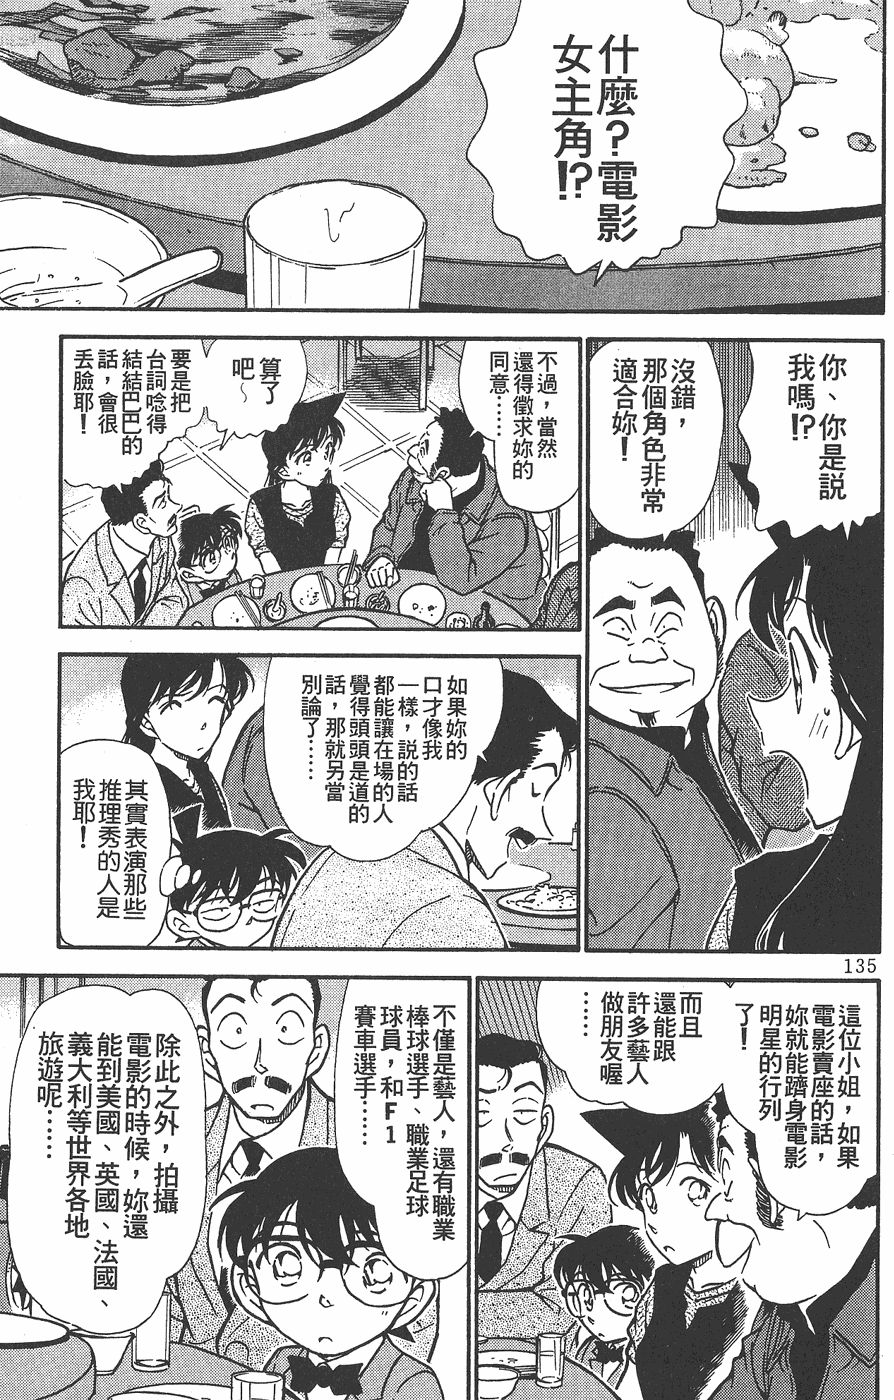 什麼？電影
女主角！？
你、你是説
我嗎！？
沒錯，
那個角色非常
適合妳！
不過，當然
還得徵求妳的
同意……
算了
吧～
要是把
台詞唸得
結結巴巴的
話，會很
丟臉耶！
如果妳的
口才像我
一樣，説的話
都能讓在場的人
覺得頭頭是道的
話，那就另當
別論了……
其實表演那些
推理秀的人是
我耶！
135
這位小姐，如果
電影賣座的話，
妳就能躋身電影
明星的行列
了！
而且
還能跟
許多藝人
做朋友喔
……
不僅是藝人，還有職業
棒球選手、職業足球
球員，和F1
賽車選手……
除此之外，拍攝
電影的時候，妳還
能到美國、英國、法國、
義大利等世界各地
旅遊呢……